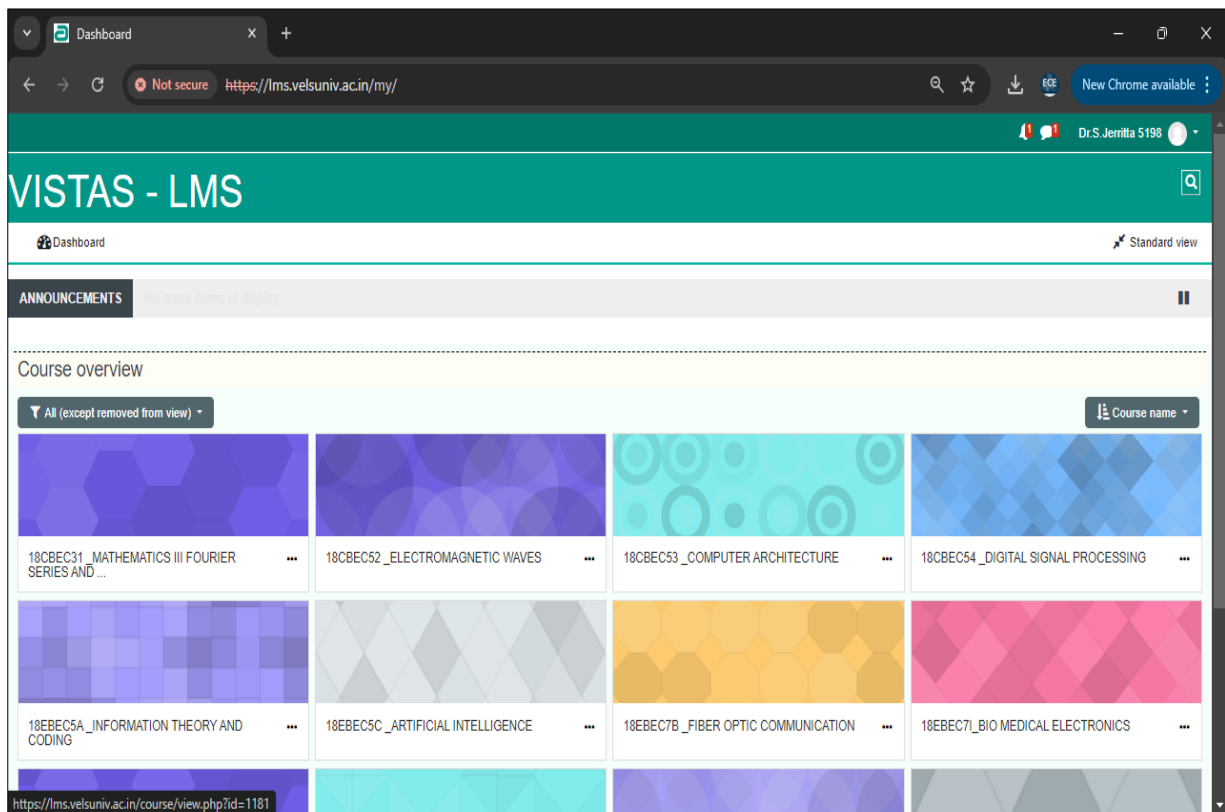 Dashboard
Not secure https://lms.velsuniv.ac.in/my/
ECE
New Chrome available
1 1 Dr.S.Jerritta 5198
VISTAS - LMS
Dashboard
Standard view
ANNOUNCEMENTS No news items to display
Course overview
All (except removed from view)
Course name
18CBEC31 _MATHEMATICS III FOURIER
SERIES AND ...
18CBEC52 _ELECTROMAGNETIC WAVES
18CBEC53 _COMPUTER ARCHITECTURE
18CBEC54 _DIGITAL SIGNAL PROCESSING
18EBEC5A _INFORMATION THEORY AND
CODING
18EBEC5C _ARTIFICIAL INTELLIGENCE
18EBEC7B _FIBER OPTIC COMMUNICATION
18EBEC7I_BIO MEDICAL ELECTRONICS
https://lms.velsuniv.ac.in/course/view.php?id=1181